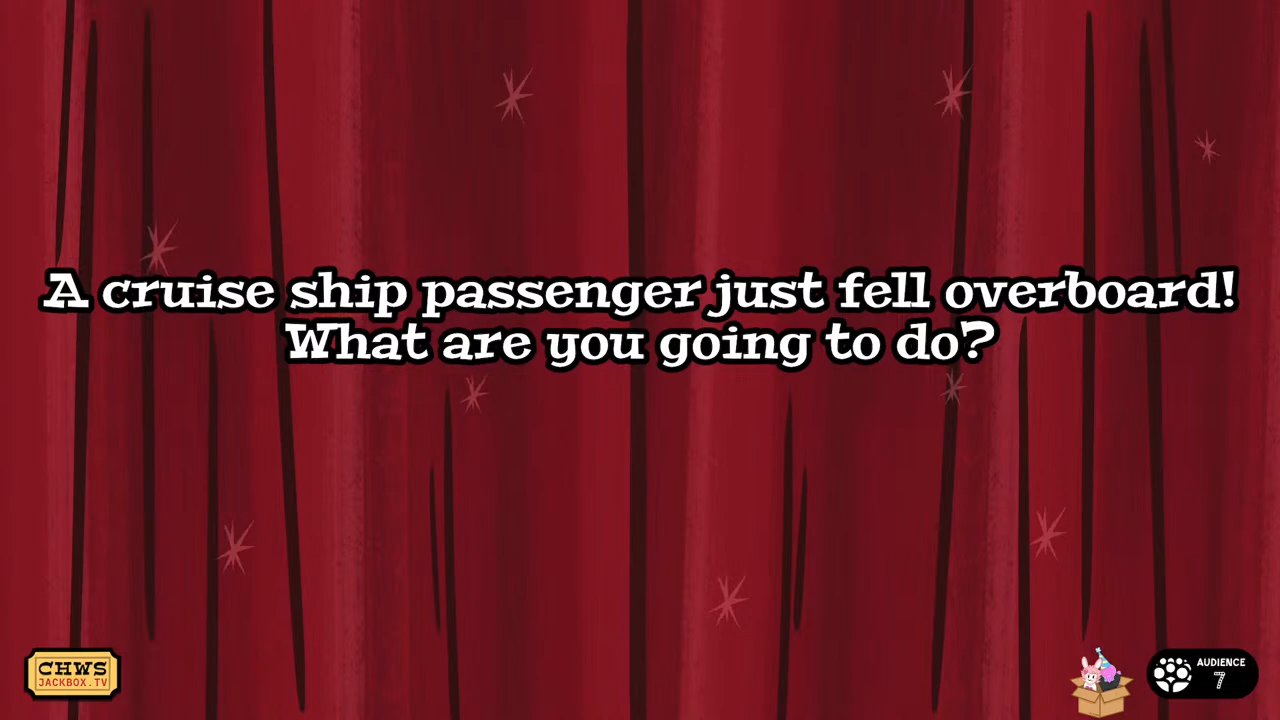 A cruise ship passenger just fell overboard!
What are you going to do?
CHWS
JACKBOX.TV
AUDIENCE
7